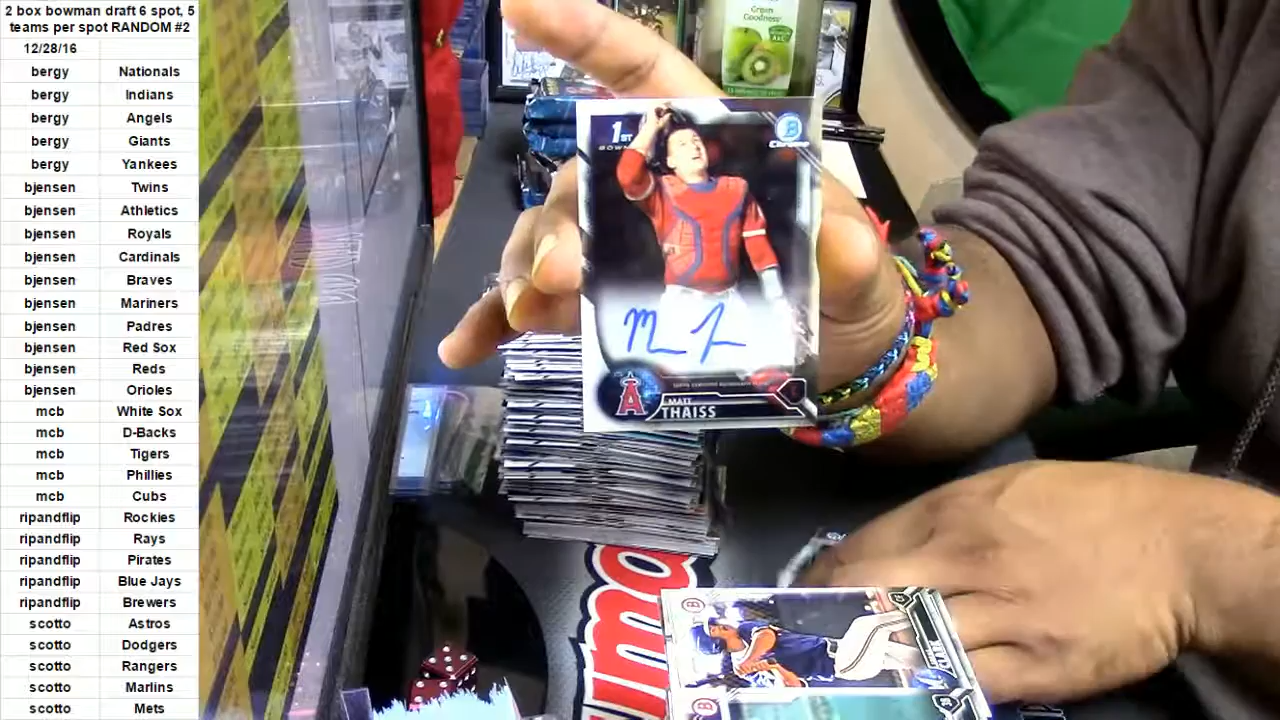 2 box bowman draft 6 spot, 5
teams per spot RANDOM #2
12/28/16
bergy Nationals
bergy Indians
bergy Angels
bergy Giants
bergy Yankees
bjensen Twins
bjensen Athletics
bjensen Royals
bjensen Cardinals
bjensen Braves
bjensen Mariners
bjensen Padres
bjensen Red Sox
bjensen Reds
bjensen Orioles
mcb White Sox
mcb D-Backs
mcb Tigers
mcb Phillies
mcb Cubs
ripandflip Rockies
ripandflip Rays
ripandflip Pirates
ripandflip Blue Jays
ripandflip Brewers
scotto Astros
scotto Dodgers
scotto Rangers
scotto Marlins
scotto Mets
Green
Goodness
1ST
B
Chrome
A
MATT
THAISS
B
B